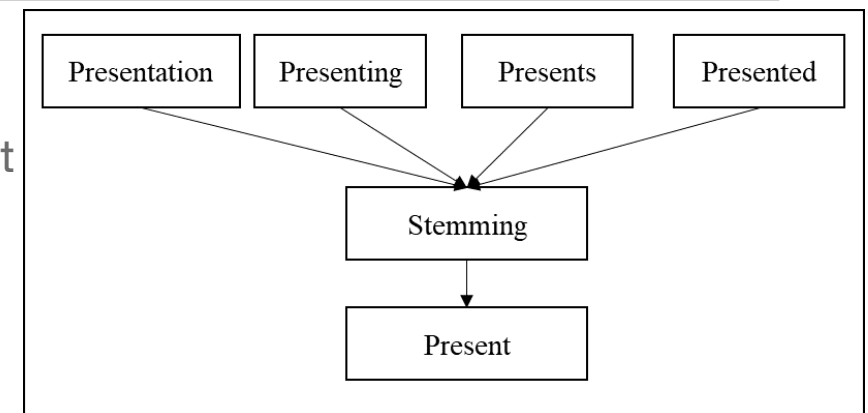 Presentation Presenting Presents Presented
t
Stemming
Present